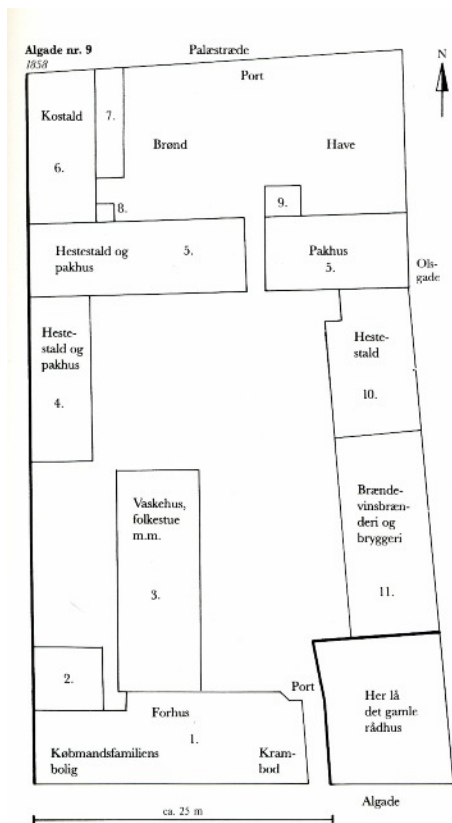 Algade nr. 9
1858
Palæstræde
Port
N
Kostald
6.
7.
Brønd
Have
8.
9.
Hestestald og
pakhus
5.
Pakhus
5.
Ols-
gade
Heste-
stald og
pakhus
4.
Heste-
stald
10.
Vaskehus,
folkestue
m.m.
3.
Brænde-
vinsbræn-
deri og
bryggeri
11.
2.
Port
Forhus
1.
Købmandsfamiliens
bolig
Kram-
bod
Her lå
det gamle
rådhus
ca. 25 m
Algade